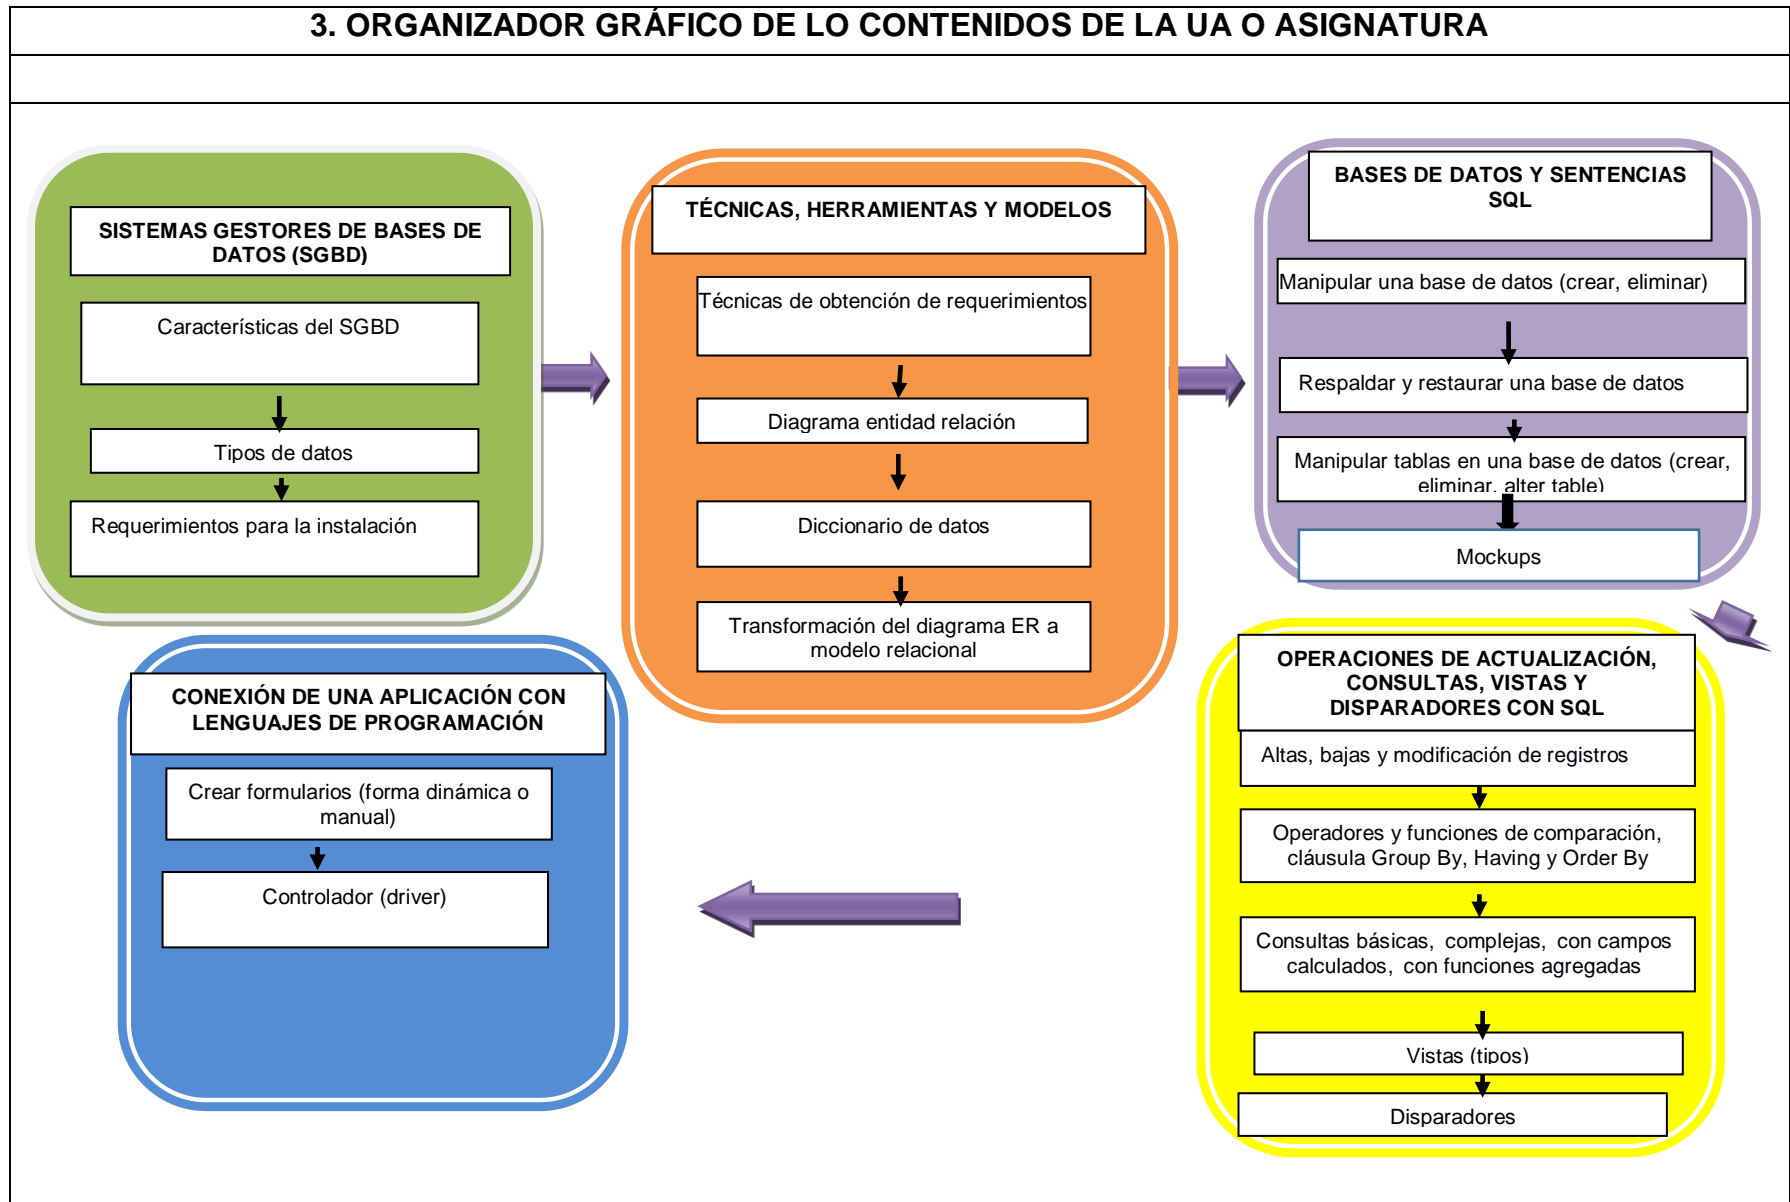 3. ORGANIZADOR GRÁFICO DE LO CONTENIDOS DE LA UA O ASIGNATURA
SISTEMAS GESTORES DE BASES DE
DATOS (SGBD)
Características del SGBD
Tipos de datos
Requerimientos para la instalación
TÉCNICAS, HERRAMIENTAS Y MODELOS
Técnicas de obtención de requerimientos
Diagrama entidad relación
Diccionario de datos
Transformación del diagrama ER a
modelo relacional
BASES DE DATOS Y SENTENCIAS
SQL
Manipular una base de datos (crear, eliminar)
Respaldar y restaurar una base de datos
Manipular tablas en una base de datos (crear,
eliminar, alter table)
Mockups
OPERACIONES DE ACTUALIZACIÓN,
CONSULTAS, VISTAS Y
DISPARADORES CON SQL
Altas, bajas y modificación de registros
Operadores y funciones de comparación,
cláusula Group By, Having y Order By
Consultas básicas, complejas, con campos
calculados, con funciones agregadas
Vistas (tipos)
Disparadores
CONEXIÓN DE UNA APLICACIÓN CON
LENGUAJES DE PROGRAMACIÓN
Crear formularios (forma dinámica o
manual)
Controlador (driver)